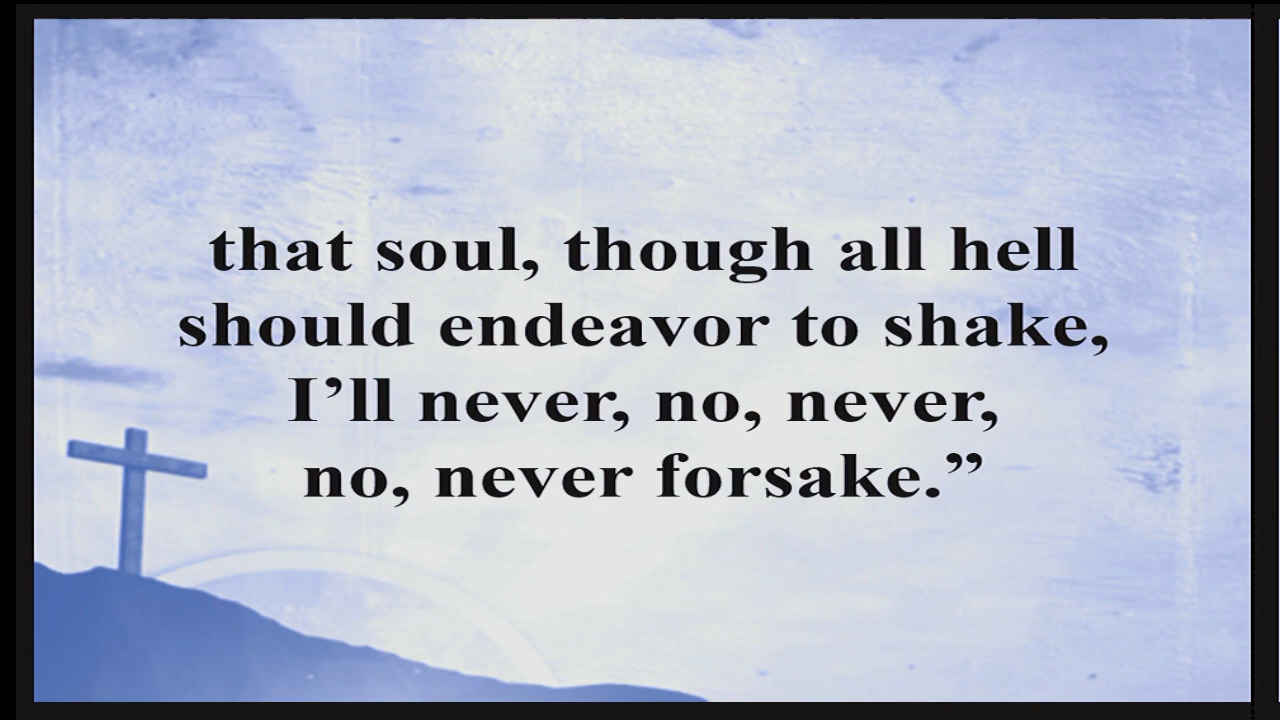 that soul, though all hell
should endeavor to shake,
I’ll never, no, never,
no, never forsake.”